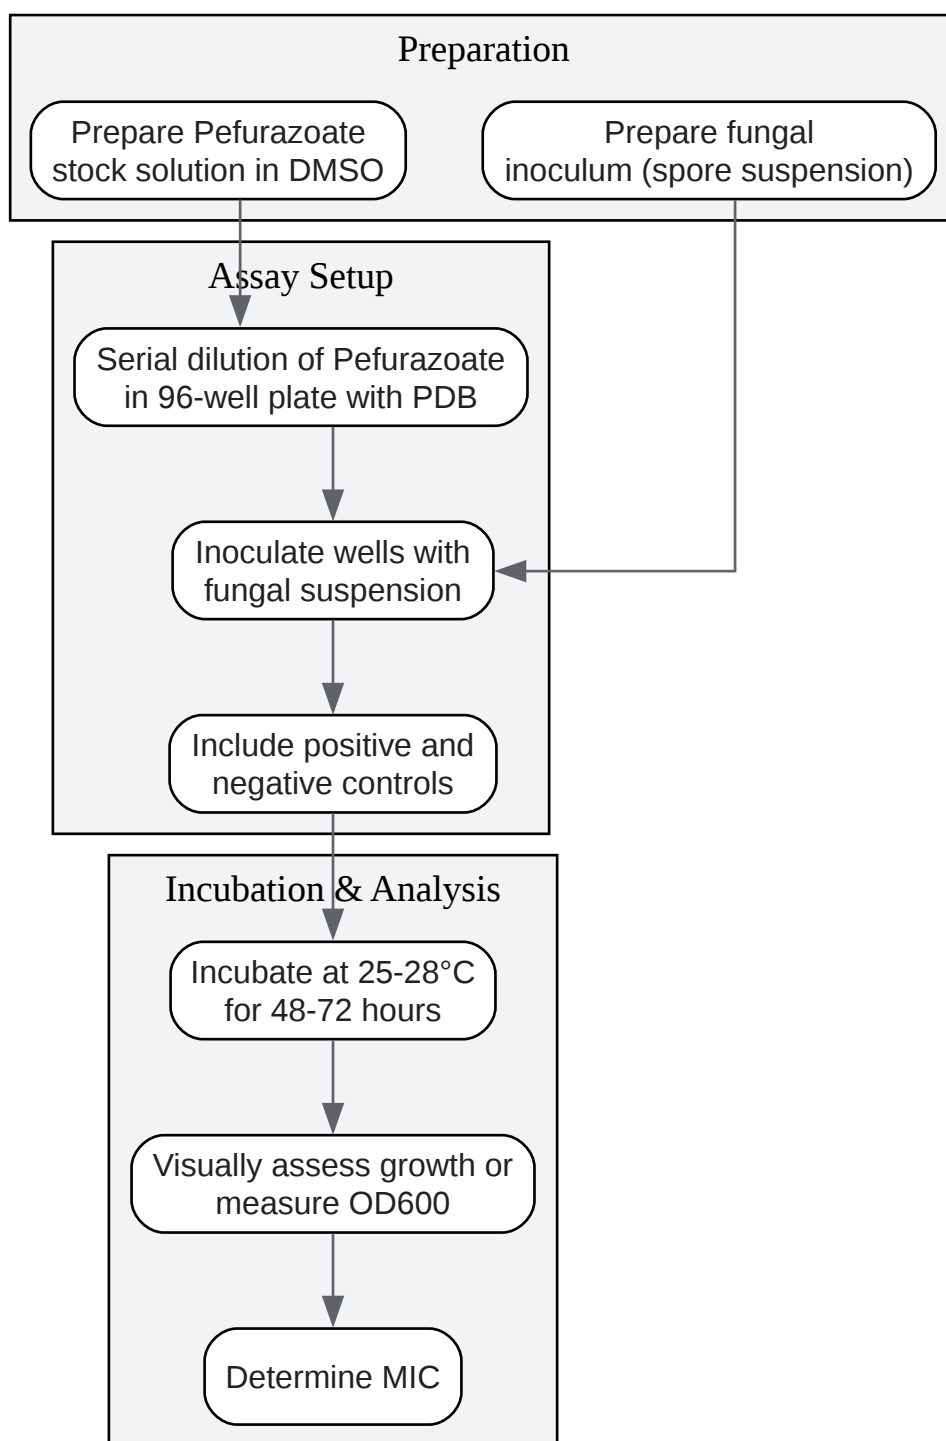 Preparation
Prepare Pefurazoate
stock solution in DMSO
Prepare fungal
inoculum (spore suspension)
Assay Setup
Serial dilution of Pefurazoate
in 96-well plate with PDB
Inoculate wells with
fungal suspension
Include positive and
negative controls
Incubation & Analysis
Incubate at 25-28°C
for 48-72 hours
Visually assess growth or
measure OD600
Determine MIC